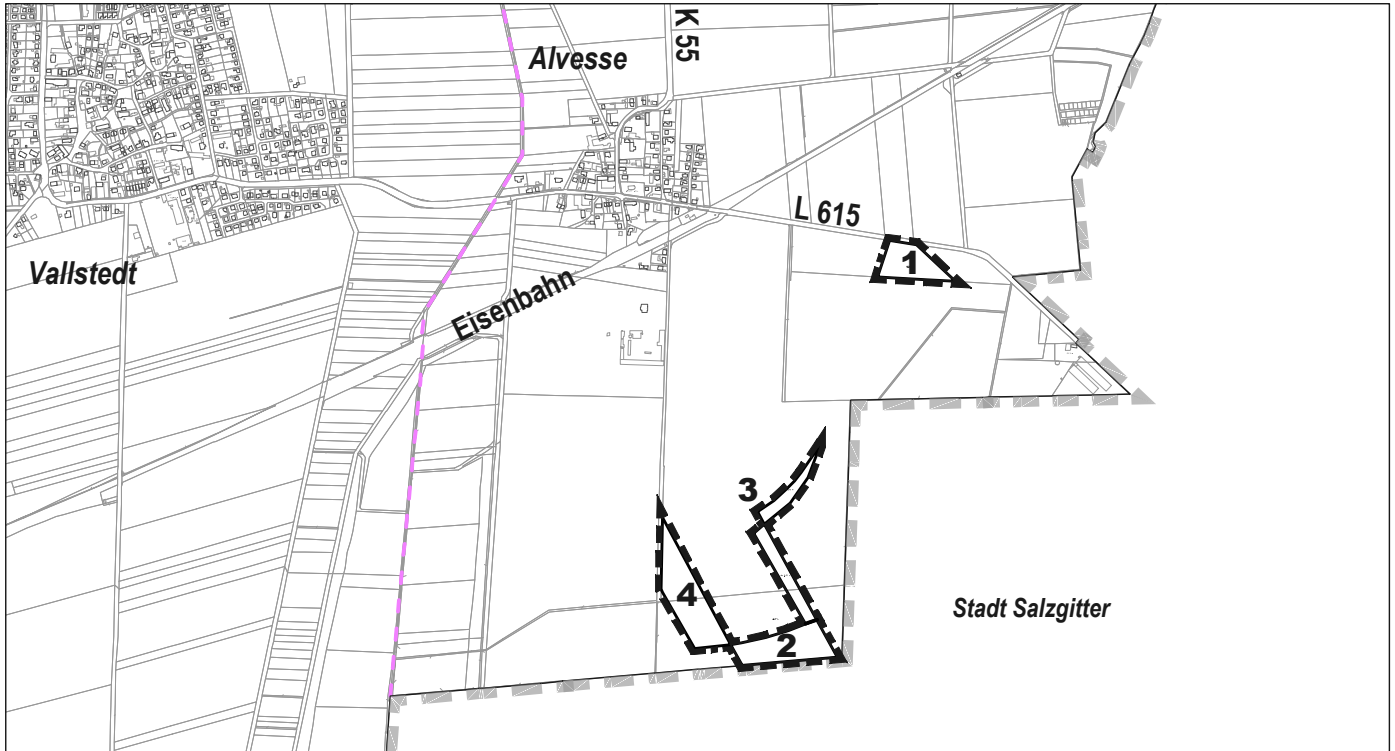 K 55
Alvesse
L 615
1
Vallstedt
Eisenbahn
3
4
Stadt Salzgitter
2